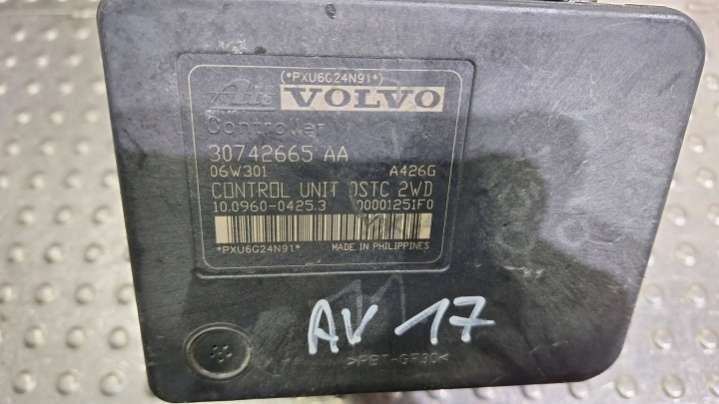 (*PXU6G24N91*)
Ate VOLVO
Controller
30742665 AA
06W301 A426G
CONTROL UNIT DSTC 2WD
10.0960-0425.3 00001251F0
*PXU6G24N91* MADE IN PHILIPPINES
AV 17
>PBT-GF30<